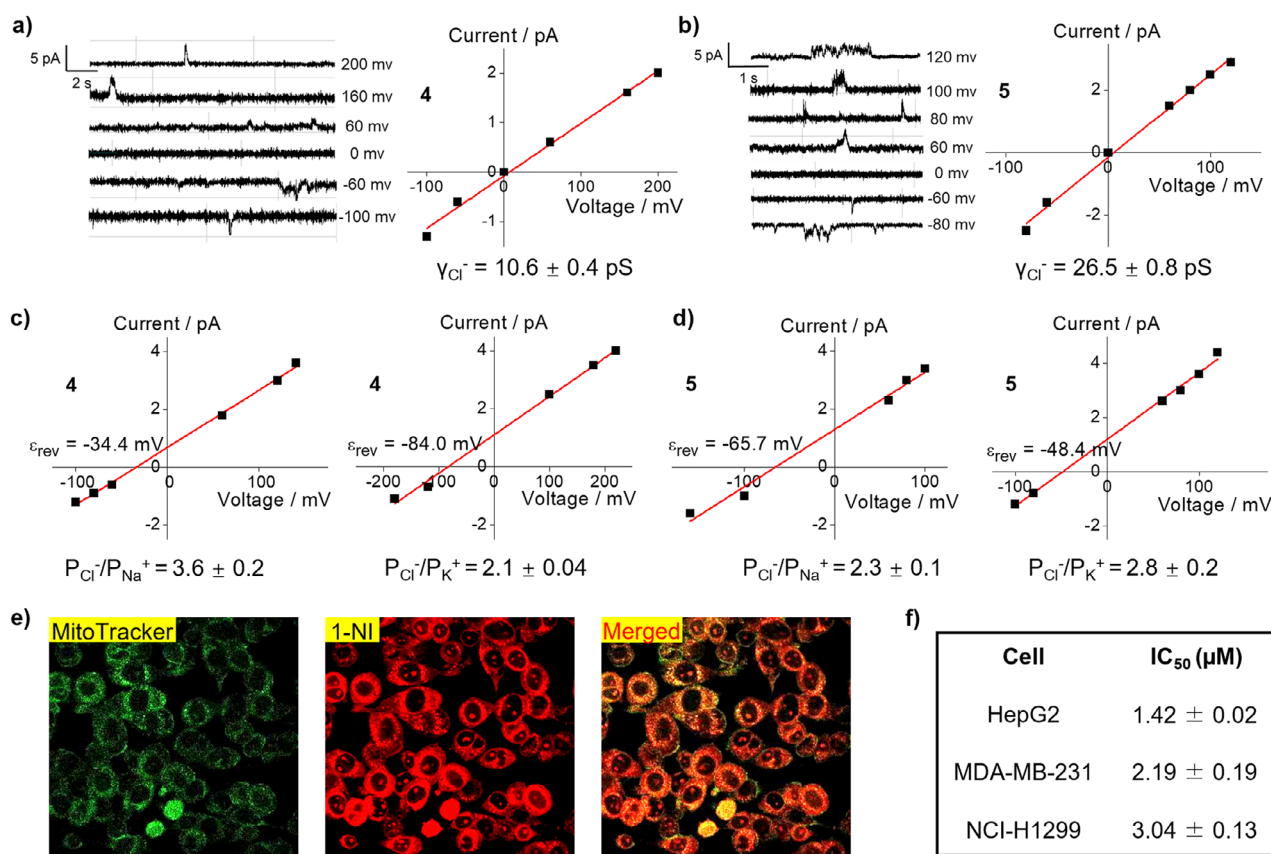 a)
5 pA
2 s
200 mv
160 mv
60 mv
0 mv
-60 mv
-100 mv
Current / pA
4
2
1
0
-1
-100
0
100
200
Voltage / mV
γCl⁻ = 10.6 ± 0.4 pS
b)
5 pA
1 s
120 mv
100 mv
80 mv
60 mv
0 mv
-60 mv
-80 mv
Current / pA
5
2
0
-2
-100
0
100
Voltage / mV
γCl⁻ = 26.5 ± 0.8 pS
c)
Current / pA
4
4
2
εrev = -34.4 mV
0
-100
0
100
Voltage / mV
-2
PCl⁻/PNa⁺ = 3.6 ± 0.2
Current / pA
4
4
2
εrev = -84.0 mV
0
-200
-100
0
100
200
Voltage / mV
-2
PCl⁻/PK⁺ = 2.1 ± 0.04
d)
Current / pA
5
4
2
εrev = -65.7 mV
0
-100
0
100
Voltage / mV
-2
PCl⁻/PNa⁺ = 2.3 ± 0.1
Current / pA
5
4
2
εrev = -48.4 mV
0
-100
0
100
Voltage / mV
-2
PCl⁻/PK⁺ = 2.8 ± 0.2
e)
MitoTracker
1-NI
Merged
f)
Cell IC₅₀ (μM)
HepG2 1.42 ± 0.02
MDA-MB-231 2.19 ± 0.19
NCI-H1299 3.04 ± 0.13